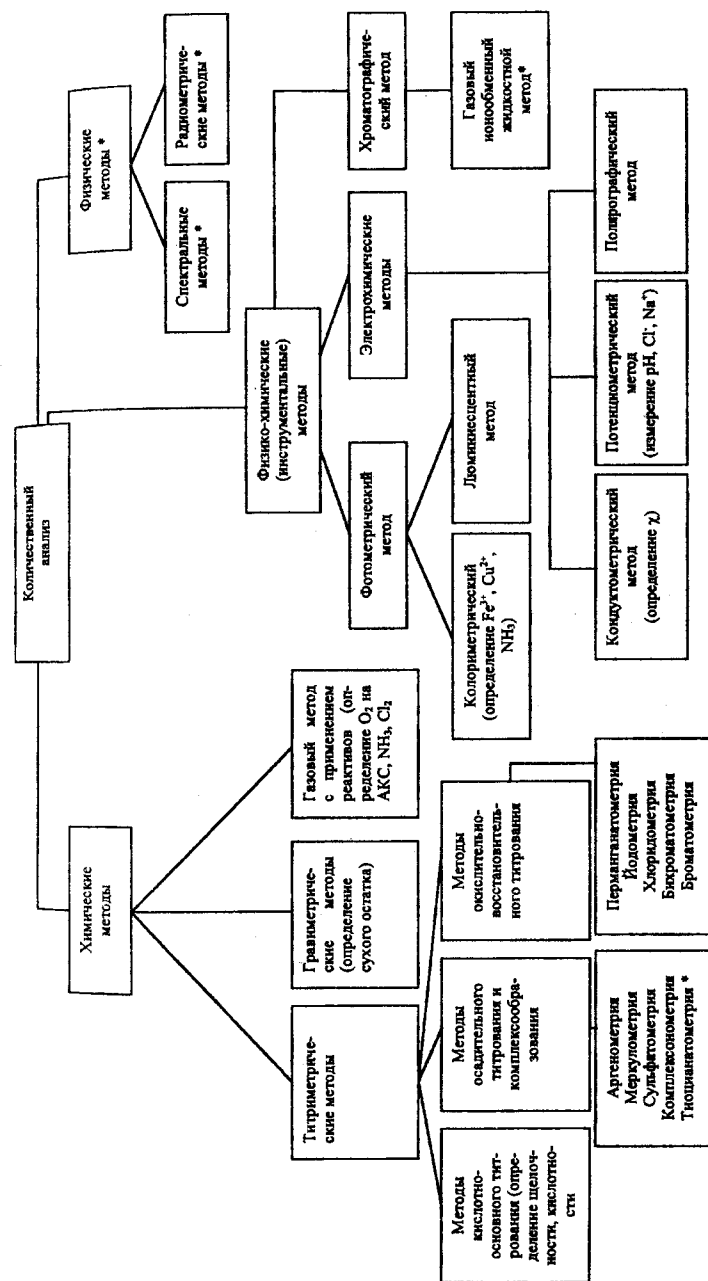 Количественный
анализ
Химические
методы
Физические
методы *
Титриметриче-
ские методы
Гравиметриче-
ские методы
(определение
сухого остатка)
Газовый метод
с применением
реактивов (оп-
ределение O₂ на
АКС, NH₃, Cl₂
Физико-химические
(инструментальные)
методы
Спектральные
методы *
Радиометриче-
ские методы *
Фотометрический
метод
Электрохимические
методы
Хроматографиче-
ский метод
Методы
кислотно-
основного тит-
рования (опре-
деление щелоч-
ности, кислотно-
сти
Методы
осадительного
титрования и
комплексообра-
зования
Методы
окислительно-
восстановитель-
ного титрования
Колориметрический
(определение Fe³⁺, Cu²⁺,
NH₃)
Люминиесцентный
метод
Газовый
ионообменный
жидкостной
метод*
Аргенометрия
Меркулометрия
Сульфатометрия
Комплексонометрия
Тиоцианатометрия *
Перманганатометрия
Йодометрия
Хлоридометрия
Бихроматометрия
Броматометрия
Кондуктометрический
метод
(определение χ)
Потенциометрический
метод
(измерение pH, Cl⁻, Na⁺)
Полярографический
метод